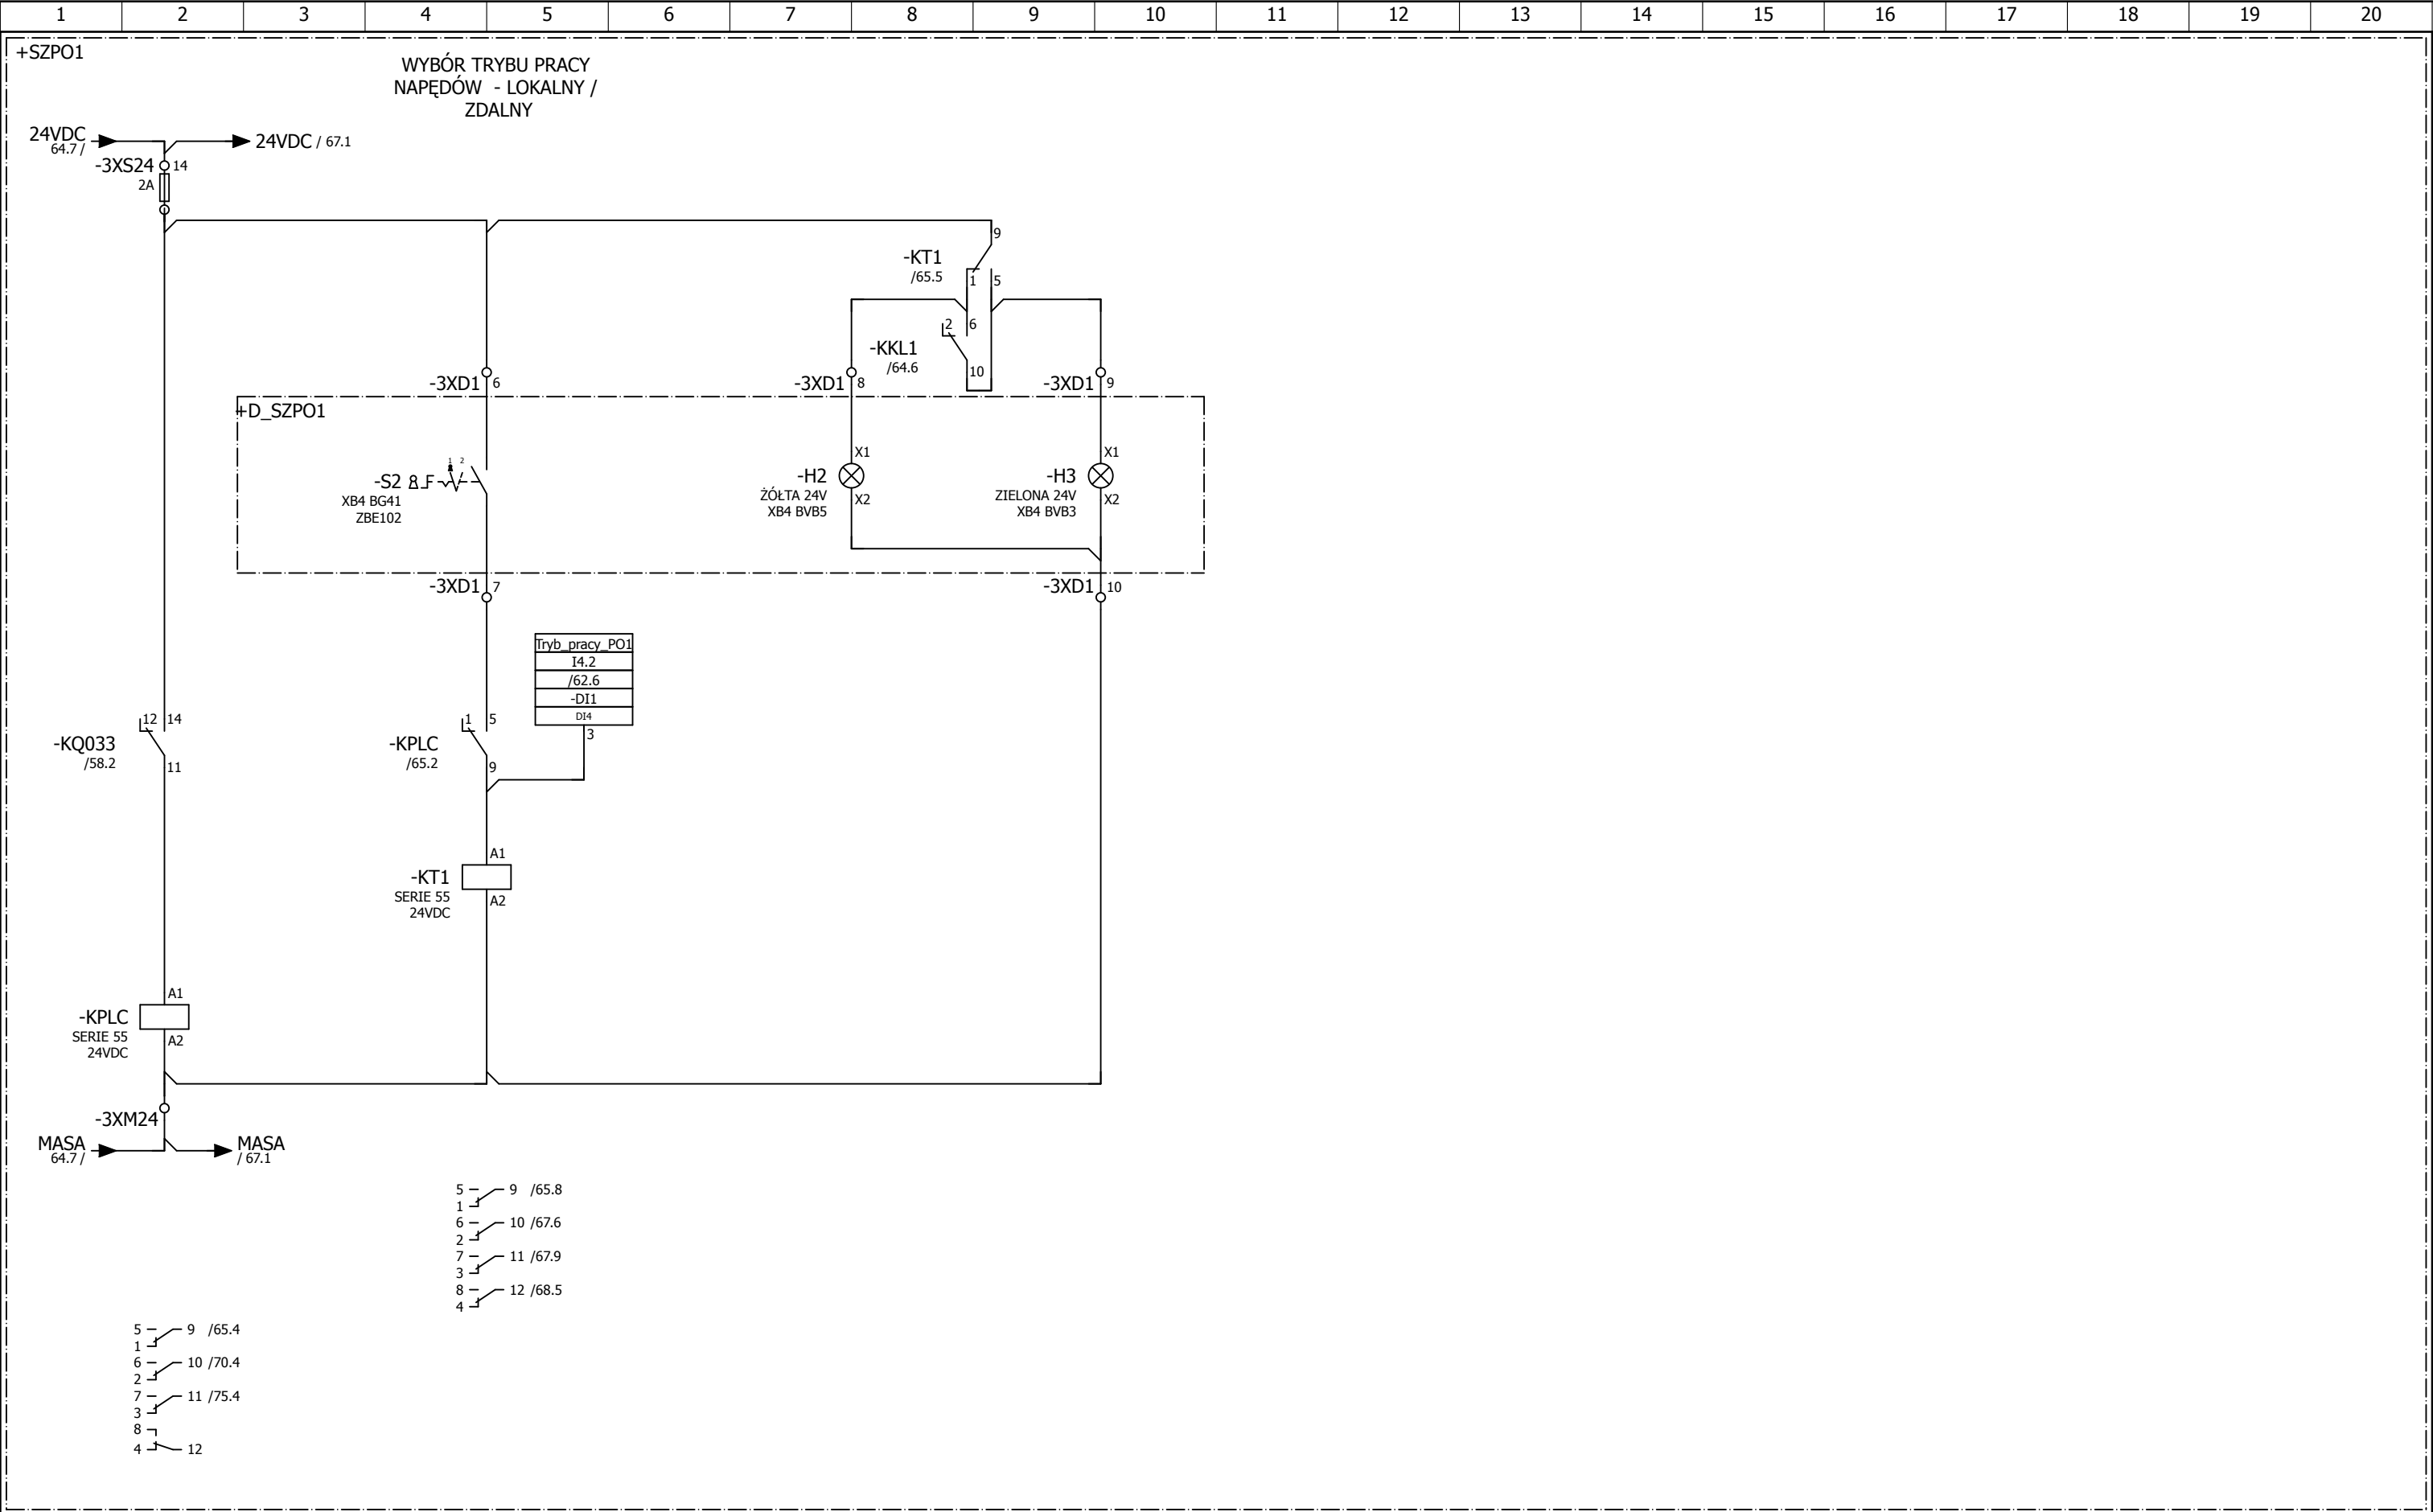 1 2 3 4 5 6 7 8 9 10 11 12 13 14 15 16 17 18 19 20
+SZPO1
WYBÓR TRYBU PRACY
NAPĘDÓW - LOKALNY /
ZDALNY
24VDC
64.7 /
24VDC / 67.1
-3XS24 14
2A
9
-KT1
/65.5
1 5
2 6
-KKL1
/64.6
10
-3XD1 6
-3XD1 8
-3XD1 9
+D_SZPO1
1 2
-S2
XB4 BG41
ZBE102
X1
-H2
ŻÓŁTA 24V
XB4 BVB5
X2
X1
-H3
ZIELONA 24V
XB4 BVB3
X2
-3XD1 7
-3XD1 10
Tryb_pracy_PO1
I4.2
/62.6
-DI1
DI4
3
12 14
-KQ033
/58.2
11
1 5
-KPLC
/65.2
9
A1
-KT1
SERIE 55
24VDC
A2
A1
-KPLC
SERIE 55
24VDC
A2
-3XM24
MASA
64.7 /
MASA
/ 67.1
5 9 /65.8
1
6 10 /67.6
2
7 11 /67.9
3
8 12 /68.5
4
5 9 /65.4
1
6 10 /70.4
2
7 11 /75.4
3
8
4 12